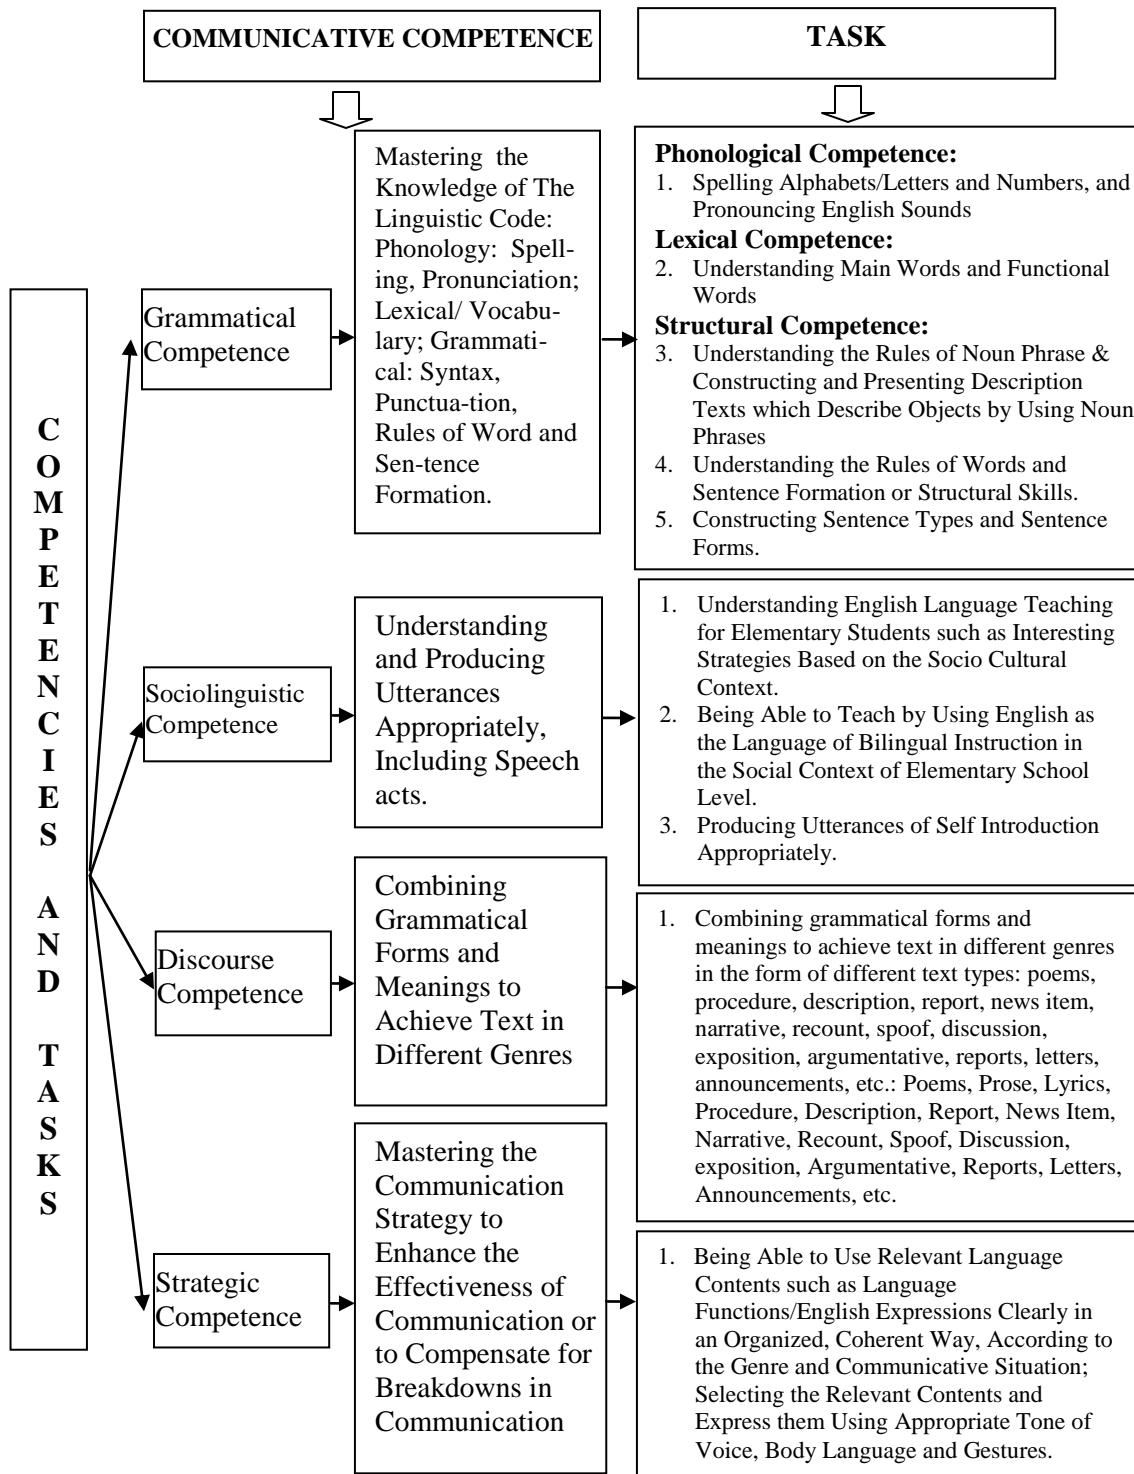 COMMUNICATIVE COMPETENCE
TASK
COMPETENCIES AND TASKS
Grammatical
Competence
Mastering the
Knowledge of The
Linguistic Code:
Phonology: Spell-
ing, Pronunciation;
Lexical/ Vocabu-
lary; Grammati-
cal: Syntax,
Punctua-tion,
Rules of Word and
Sen-tence
Formation.
Phonological Competence:
1. Spelling Alphabets/Letters and Numbers, and
Pronouncing English Sounds
Lexical Competence:
2. Understanding Main Words and Functional
Words
Structural Competence:
3. Understanding the Rules of Noun Phrase &
Constructing and Presenting Description
Texts which Describe Objects by Using Noun
Phrases
4. Understanding the Rules of Words and
Sentence Formation or Structural Skills.
5. Constructing Sentence Types and Sentence
Forms.
Sociolinguistic
Competence
Understanding
and Producing
Utterances
Appropriately,
Including Speech
acts.
1. Understanding English Language Teaching
for Elementary Students such as Interesting
Strategies Based on the Socio Cultural
Context.
2. Being Able to Teach by Using English as
the Language of Bilingual Instruction in
the Social Context of Elementary School
Level.
3. Producing Utterances of Self Introduction
Appropriately.
Discourse
Competence
Combining
Grammatical
Forms and
Meanings to
Achieve Text in
Different Genres
1. Combining grammatical forms and
meanings to achieve text in different genres
in the form of different text types: poems,
procedure, description, report, news item,
narrative, recount, spoof, discussion,
exposition, argumentative, reports, letters,
announcements, etc.: Poems, Prose, Lyrics,
Procedure, Description, Report, News Item,
Narrative, Recount, Spoof, Discussion,
exposition, Argumentative, Reports, Letters,
Announcements, etc.
Strategic
Competence
Mastering the
Communication
Strategy to
Enhance the
Effectiveness of
Communication or
to Compensate for
Breakdowns in
Communication
1. Being Able to Use Relevant Language
Contents such as Language
Functions/English Expressions Clearly in
an Organized, Coherent Way, According to
the Genre and Communicative Situation;
Selecting the Relevant Contents and
Express them Using Appropriate Tone of
Voice, Body Language and Gestures.